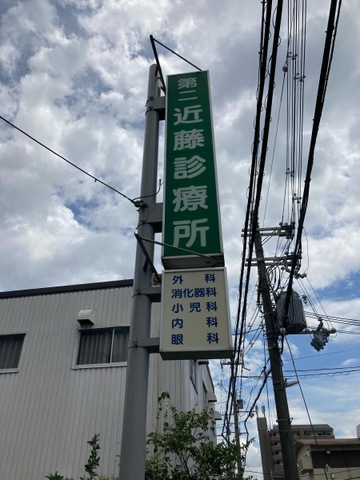 第二近藤診療所
外科
消化器科
小児科
内科
眼科